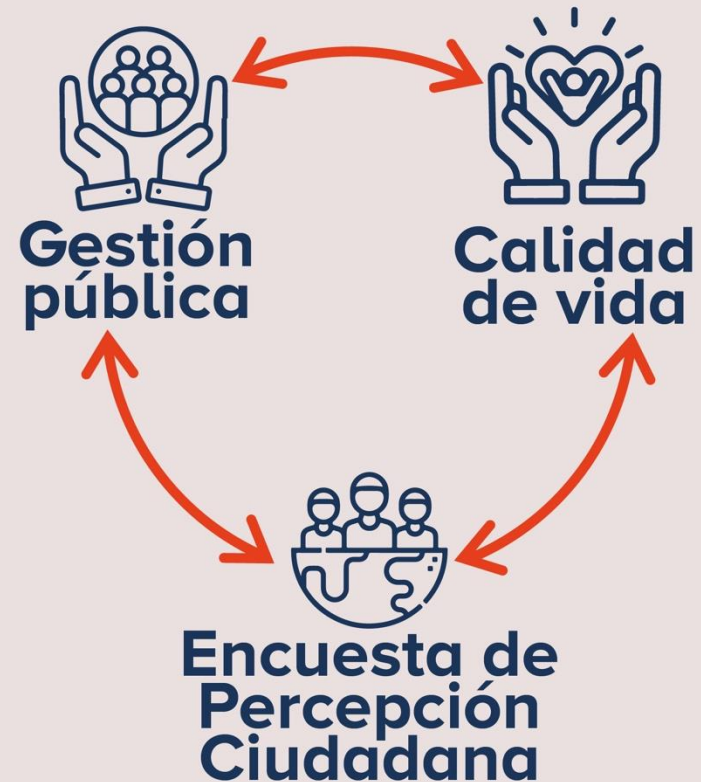 Gestión
pública
Calidad
de vida
Encuesta de
Percepción
Ciudadana